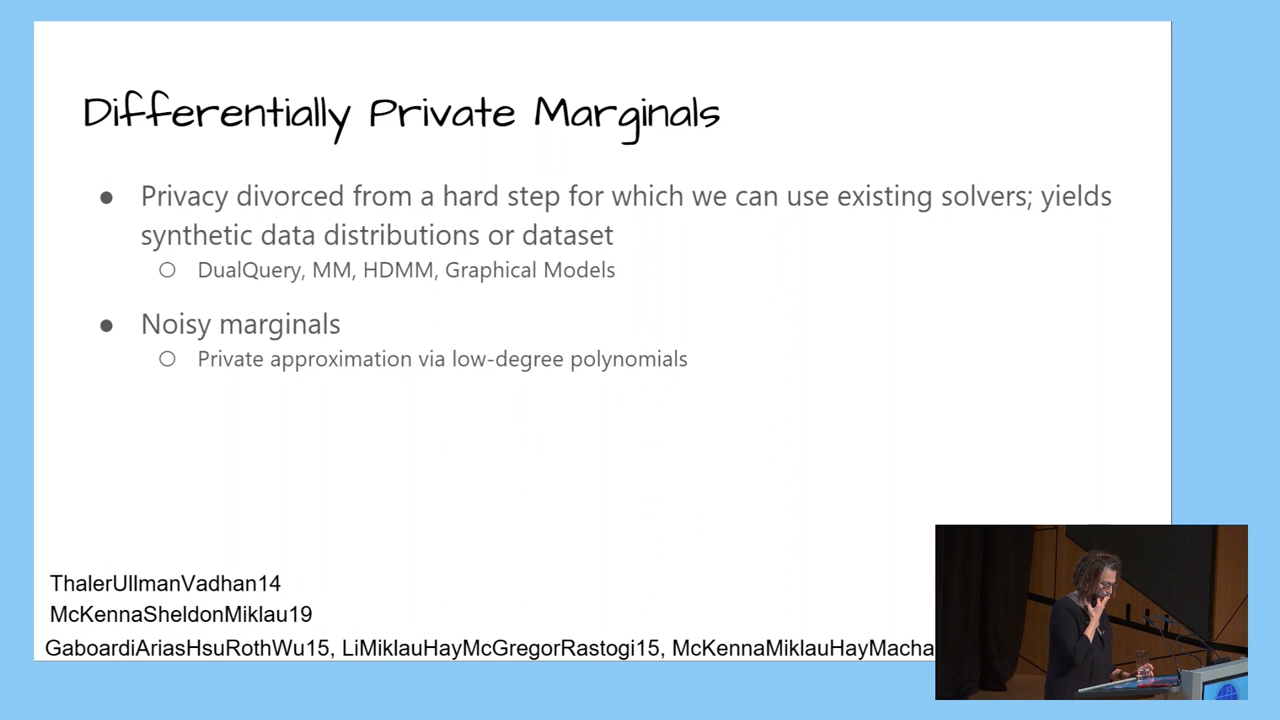 Differentially Private Marginals
● Privacy divorced from a hard step for which we can use existing solvers; yields
synthetic data distributions or dataset
○ DualQuery, MM, HDMM, Graphical Models
● Noisy marginals
○ Private approximation via low-degree polynomials
ThalerUllmanVadhan14
McKennaSheldonMiklau19
GaboardiAriasHsuRothWu15, LiMiklauHayMcGregorRastogi15, McKennaMiklauHayMacha